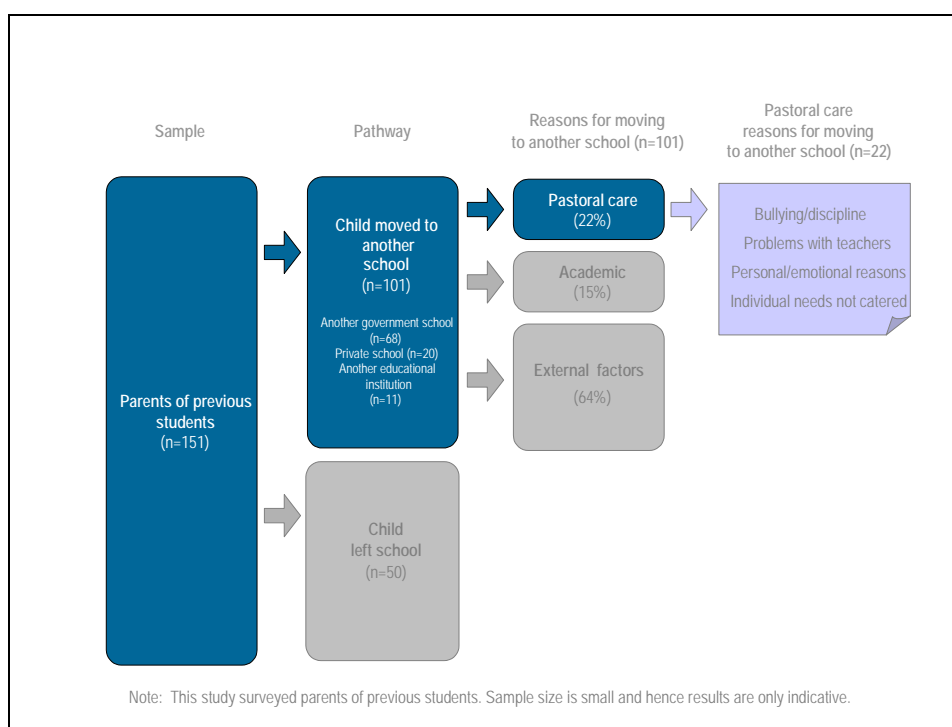 Sample
Pathway
Reasons for moving
to another school (n=101)
Pastoral care
reasons for moving
to another school (n=22)
Parents of previous
students
(n=151)
Child moved to
another
school
(n=101)
Another government school
(n=68)
Private school (n=20)
Another educational
institution
(n=11)
Child
left school
(n=50)
Pastoral care
(22%)
Academic
(15%)
External factors
(64%)
Bullying/discipline
Problems with teachers
Personal/emotional reasons
Individual needs not catered
Note: This study surveyed parents of previous students. Sample size is small and hence results are only indicative.